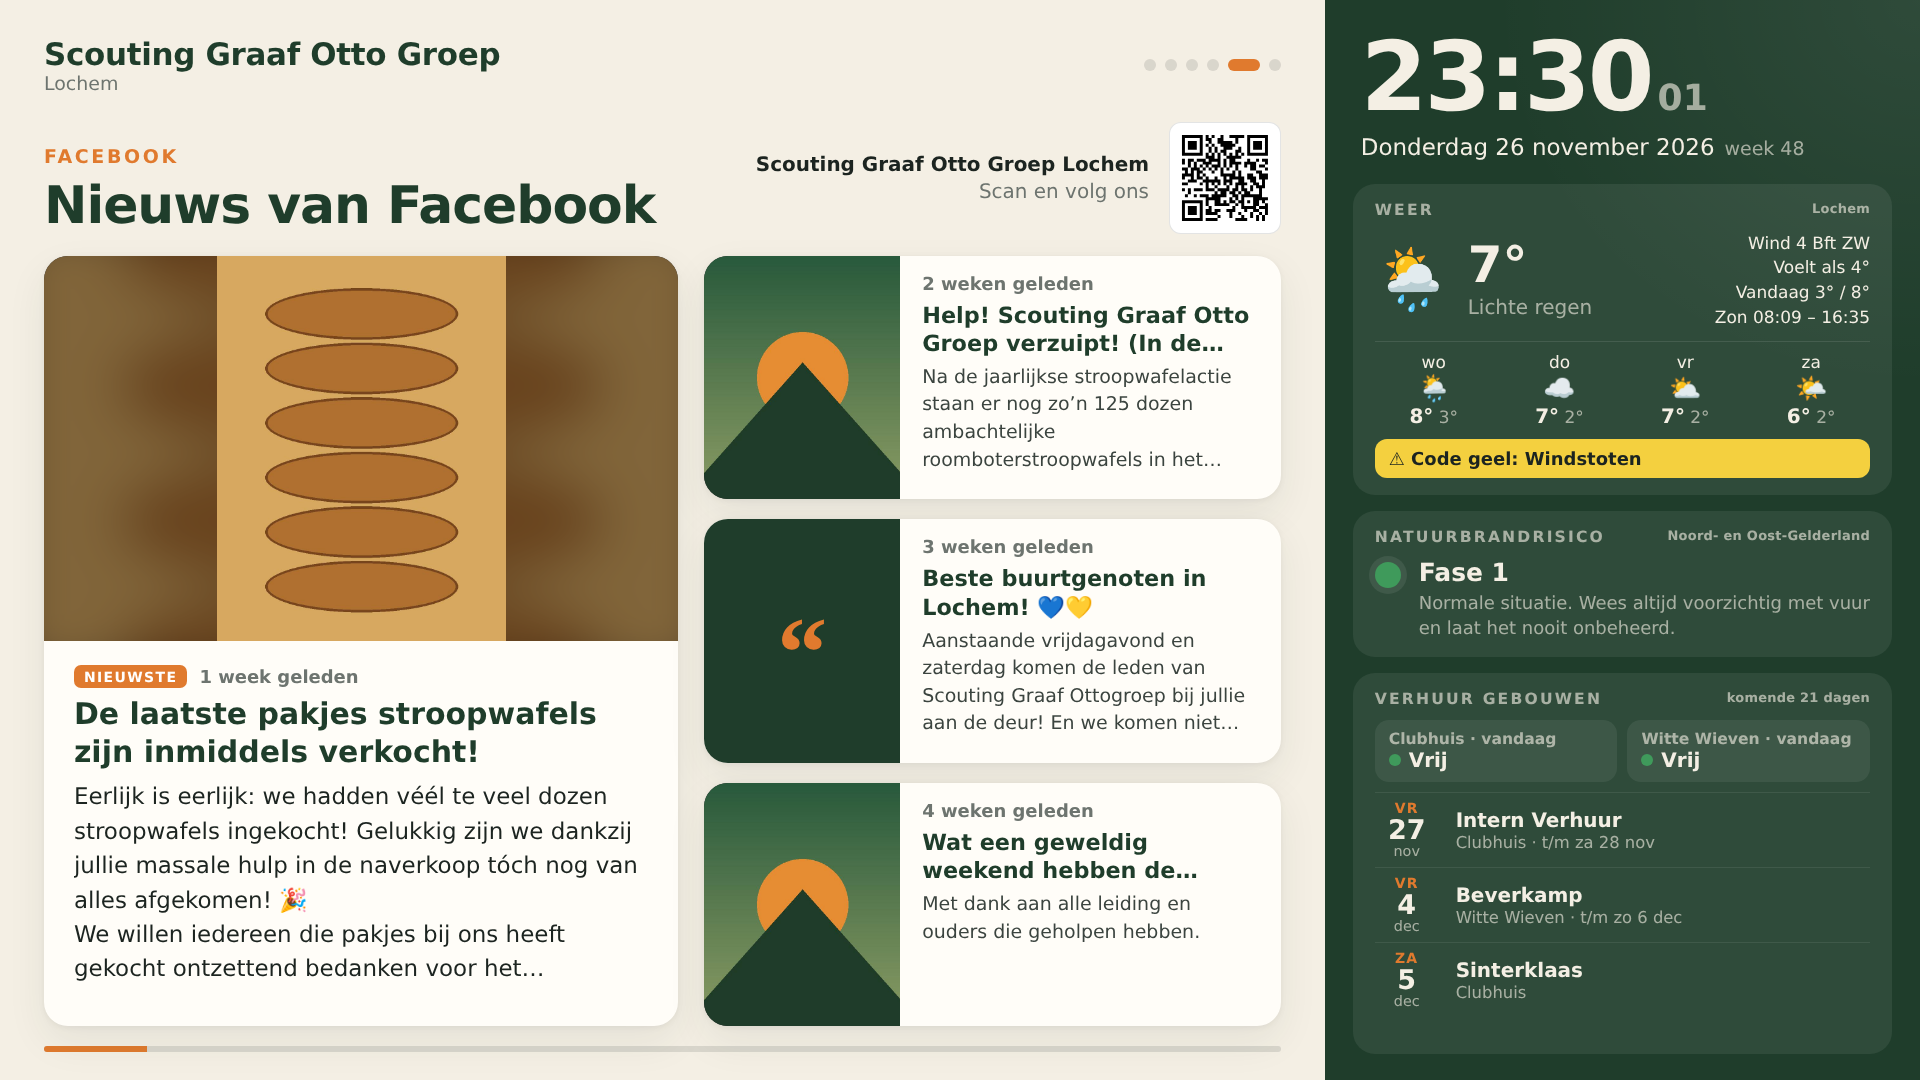 Scouting Graaf Otto Groep
Lochem
FACEBOOK
Nieuws van Facebook
Scouting Graaf Otto Groep Lochem
Scan en volg ons
NIEUWSTE 1 week geleden
De laatste pakjes stroopwafels
zijn inmiddels verkocht!
Eerlijk is eerlijk: we hadden véél te veel dozen
stroopwafels ingekocht! Gelukkig zijn we dankzij
jullie massale hulp in de naverkoop tóch nog van
alles afgekomen! 🎉
We willen iedereen die pakjes bij ons heeft
gekocht ontzettend bedanken voor het…
2 weken geleden
Help! Scouting Graaf Otto
Groep verzuipt! (In de…
Na de jaarlijkse stroopwafelactie
staan er nog zo’n 125 dozen
ambachtelijke
roomboterstroopwafels in het…
“
3 weken geleden
Beste buurtgenoten in
Lochem! 💙💛
Aanstaande vrijdagavond en
zaterdag komen de leden van
Scouting Graaf Ottogroep bij jullie
aan de deur! En we komen niet…
4 weken geleden
Wat een geweldig
weekend hebben de…
Met dank aan alle leiding en
ouders die geholpen hebben.
23:30 01
Donderdag 26 november 2026 week 48
WEER Lochem
7°
Lichte regen
Wind 4 Bft ZW
Voelt als 4°
Vandaag 3° / 8°
Zon 08:09 – 16:35
wo do vr za
8° 3° 7° 2° 7° 2° 6° 2°
⚠ Code geel: Windstoten
NATUURBRANDRISICO Noord- en Oost-Gelderland
Fase 1
Normale situatie. Wees altijd voorzichtig met vuur
en laat het nooit onbeheerd.
VERHUUR GEBOUWEN komende 21 dagen
Clubhuis · vandaag
Vrij
Witte Wieven · vandaag
Vrij
VR
27
nov
Intern Verhuur
Clubhuis · t/m za 28 nov
VR
4
dec
Beverkamp
Witte Wieven · t/m zo 6 dec
ZA
5
dec
Sinterklaas
Clubhuis